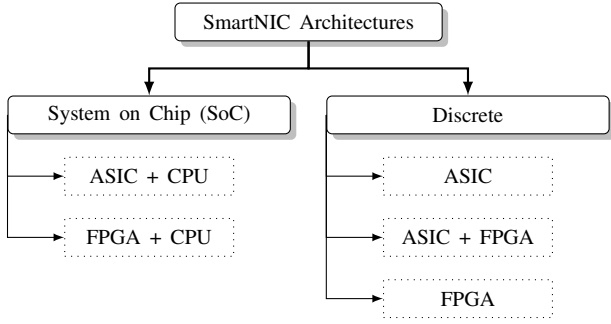 SmartNIC Architectures
System on Chip (SoC)
ASIC + CPU
FPGA + CPU
Discrete
ASIC
ASIC + FPGA
FPGA